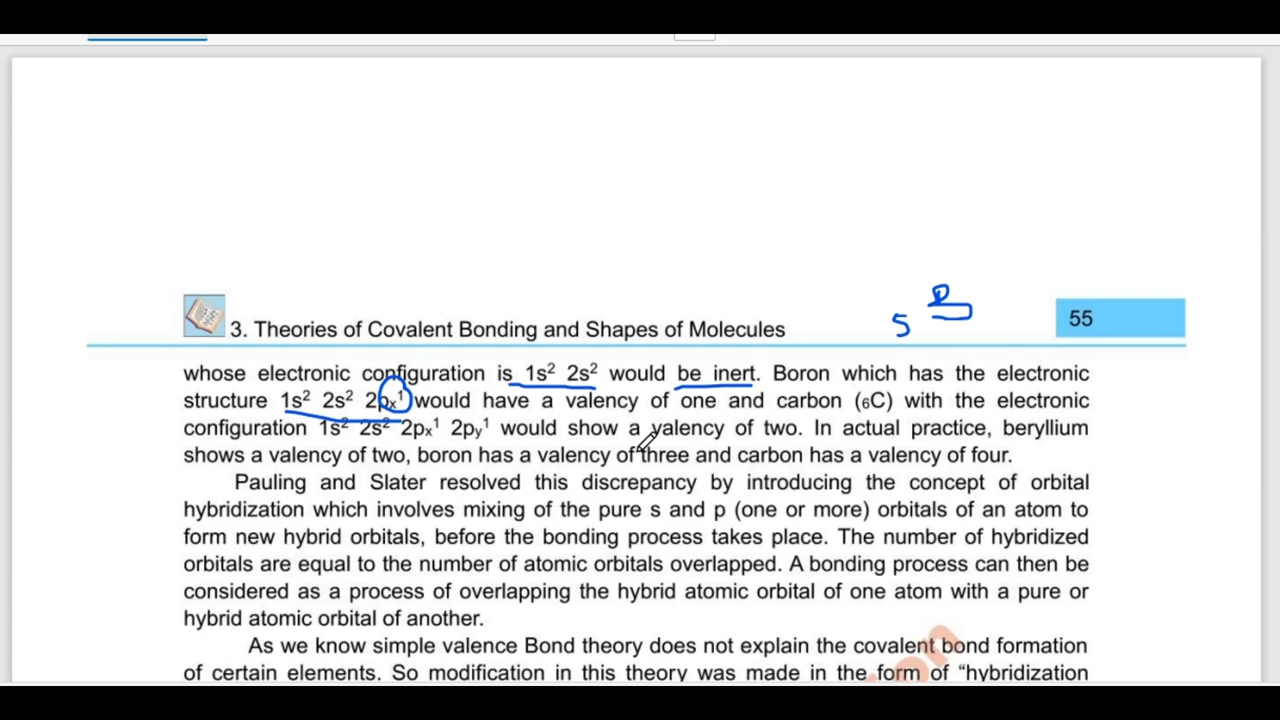 3. Theories of Covalent Bonding and Shapes of Molecules
5
55
whose electronic configuration is 1s² 2s² would be inert. Boron which has the electronic
structure 1s² 2s² 2pₓ¹ would have a valency of one and carbon (₆C) with the electronic
configuration 1s² 2s² 2pₓ¹ 2pᵧ¹ would show a valency of two. In actual practice, beryllium
shows a valency of two, boron has a valency of three and carbon has a valency of four.
Pauling and Slater resolved this discrepancy by introducing the concept of orbital
hybridization which involves mixing of the pure s and p (one or more) orbitals of an atom to
form new hybrid orbitals, before the bonding process takes place. The number of hybridized
orbitals are equal to the number of atomic orbitals overlapped. A bonding process can then be
considered as a process of overlapping the hybrid atomic orbital of one atom with a pure or
hybrid atomic orbital of another.
As we know simple valence Bond theory does not explain the covalent bond formation
of certain elements. So modification in this theory was made in the form of “hybridization